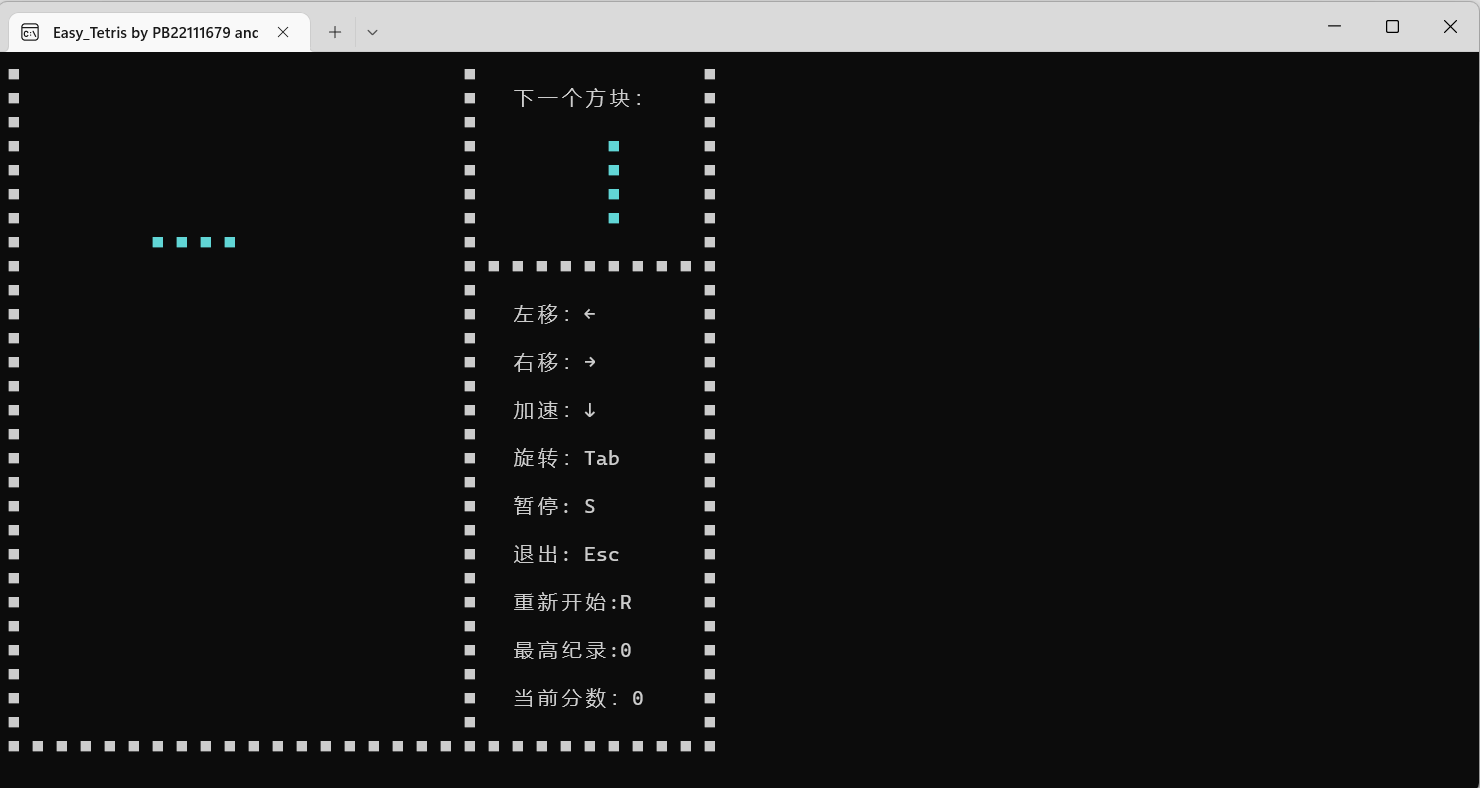 Easy_Tetris by PB22111679 anc
下一个方块：
左移：←
右移：→
加速：↓
旋转：Tab
暂停: S
退出: Esc
重新开始:R
最高纪录:0
当前分数：0